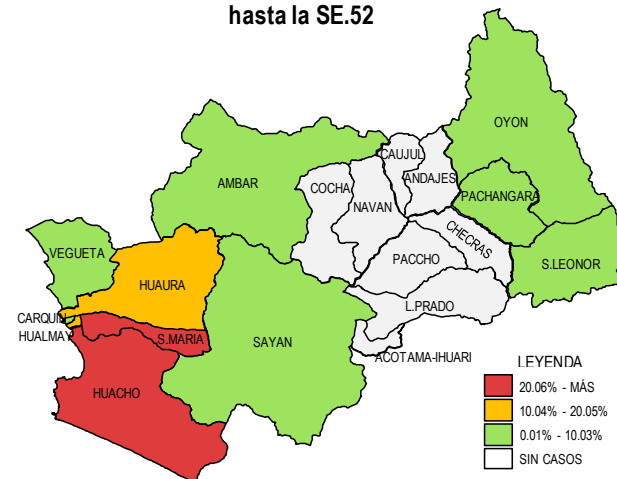 hasta la SE.52
OYON
CAUJUL
ANDAJES
AMBAR
COCHA
PACHANGARA
NAVAN
CHECRAS
VEGUETA
PACCHO
S.LEONOR
HUAURA
L.PRADO
CARQUIN
HUALMAY
S.MARIA
SAYAN
ACOTAMA-IHUARI
HUACHO
LEYENDA
20.06% - MÁS
10.04% - 20.05%
0.01% - 10.03%
SIN CASOS